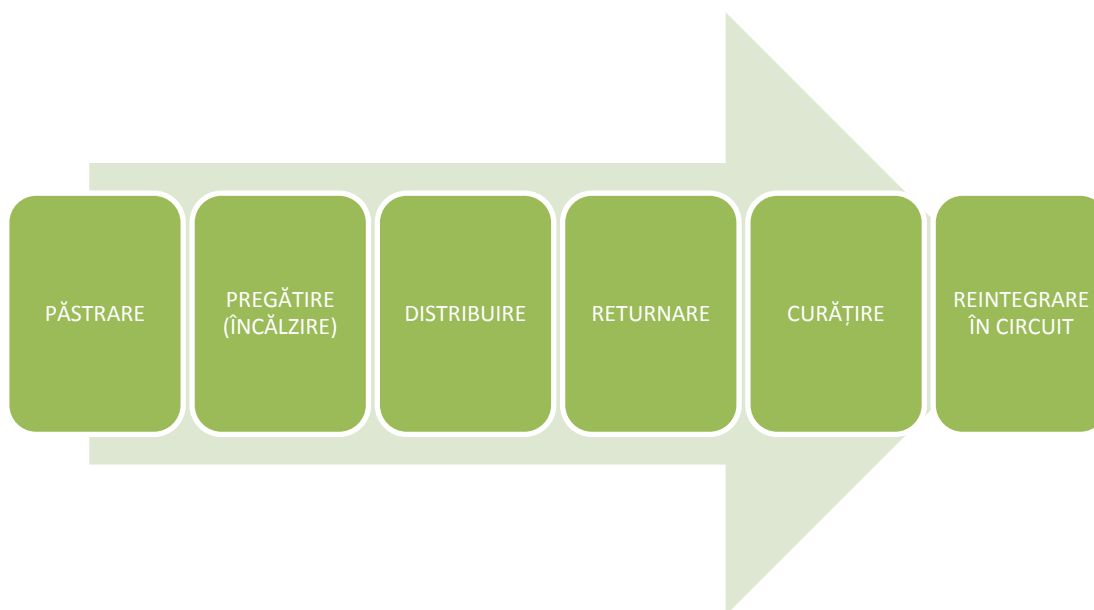 PĂSTRARE
PREGĂTIRE
(ÎNCĂLZIRE)
DISTRIBUIRE
RETURNARE
CURĂȚIRE
REINTEGRARE
ÎN CIRCUIT